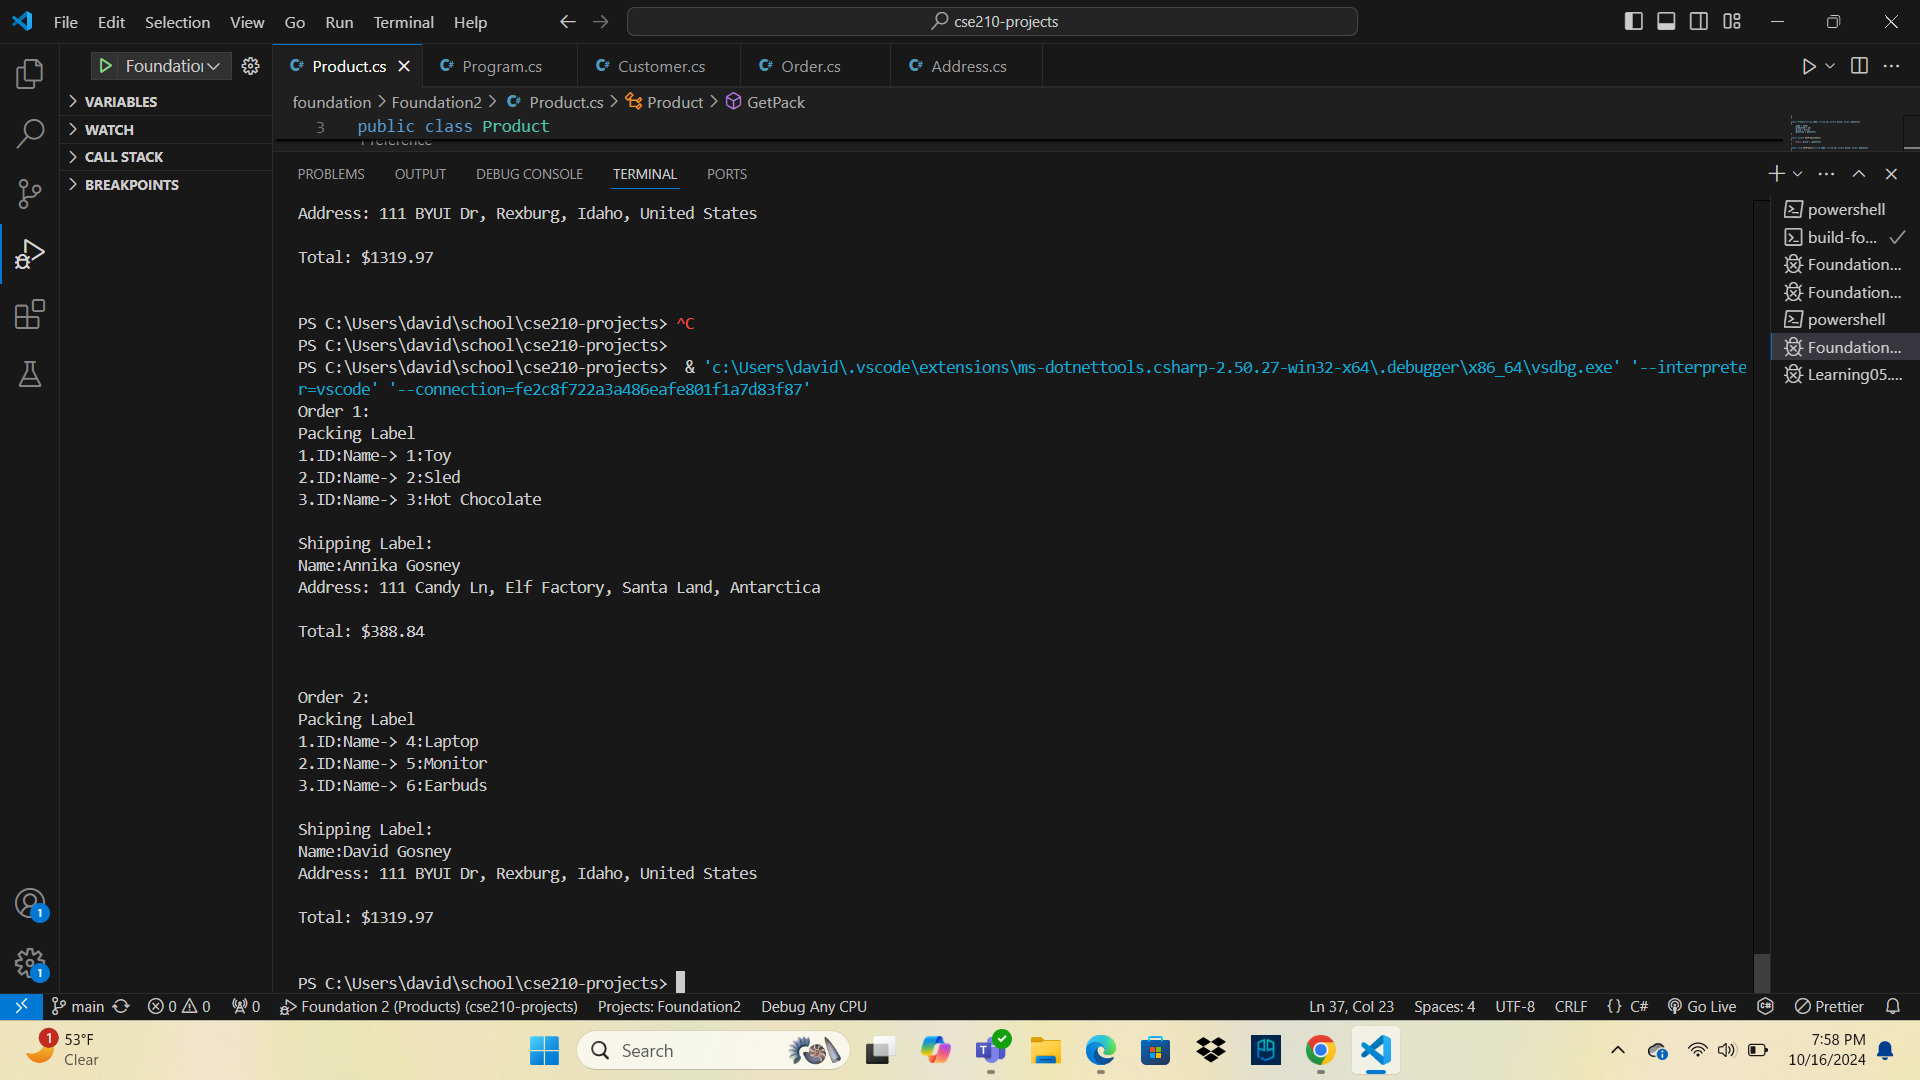 File Edit Selection View Go Run Terminal Help
cse210-projects
Foundatio
Product.cs
Program.cs
Customer.cs
Order.cs
Address.cs
VARIABLES
WATCH
CALL STACK
BREAKPOINTS
foundation > Foundation2 > Product.cs > Product > GetPack
3 public class Product
1 reference
PROBLEMS OUTPUT DEBUG CONSOLE TERMINAL PORTS
Address: 111 BYUI Dr, Rexburg, Idaho, United States
Total: $1319.97
PS C:\Users\david\school\cse210-projects> ^C
PS C:\Users\david\school\cse210-projects>
PS C:\Users\david\school\cse210-projects> & 'c:\Users\david\.vscode\extensions\ms-dotnettools.csharp-2.50.27-win32-x64\.debugger\x86_64\vsdbg.exe' '--interprete
r=vscode' '--connection=fe2c8f722a3a486eafe801f1a7d83f87'
Order 1:
Packing Label
1.ID:Name-> 1:Toy
2.ID:Name-> 2:Sled
3.ID:Name-> 3:Hot Chocolate
Shipping Label:
Name:Annika Gosney
Address: 111 Candy Ln, Elf Factory, Santa Land, Antarctica
Total: $388.84
Order 2:
Packing Label
1.ID:Name-> 4:Laptop
2.ID:Name-> 5:Monitor
3.ID:Name-> 6:Earbuds
Shipping Label:
Name:David Gosney
Address: 111 BYUI Dr, Rexburg, Idaho, United States
Total: $1319.97
PS C:\Users\david\school\cse210-projects>
powershell
build-fo...
Foundation...
Foundation...
powershell
Foundation...
Learning05....
1
1
main 0 0 0 Foundation 2 (Products) (cse210-projects) Projects: Foundation2 Debug Any CPU
Ln 37, Col 23 Spaces: 4 UTF-8 CRLF {} C# Go Live Prettier
1
53°F
Clear
Search
7:58 PM
10/16/2024